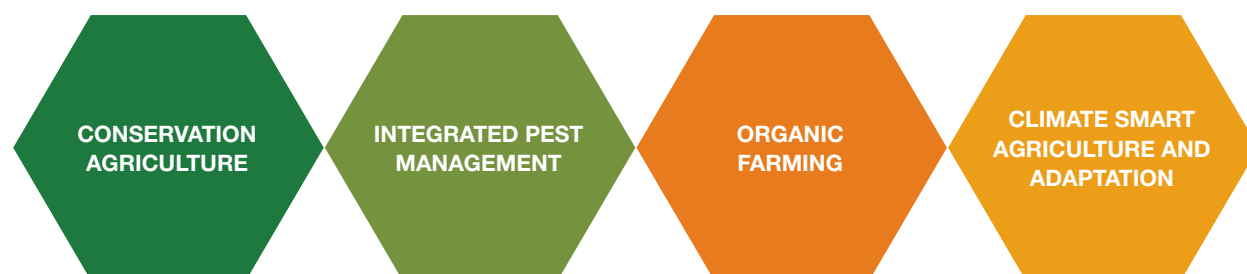 CONSERVATION
AGRICULTURE
INTEGRATED PEST
MANAGEMENT
ORGANIC
FARMING
CLIMATE SMART
AGRICULTURE AND
ADAPTATION